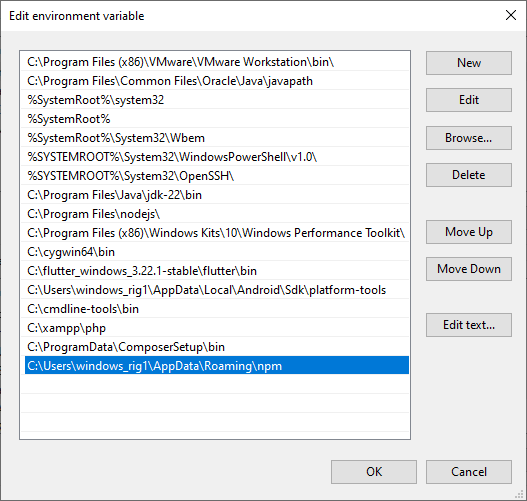 Edit environment variable
C:\Program Files (x86)\VMware\VMware Workstation\bin\
C:\Program Files\Common Files\Oracle\Java\javapath
%SystemRoot%\system32
%SystemRoot%
%SystemRoot%\System32\Wbem
%SYSTEMROOT%\System32\WindowsPowerShell\v1.0\
%SYSTEMROOT%\System32\OpenSSH\
C:\Program Files\Java\jdk-22\bin
C:\Program Files\nodejs\
C:\Program Files (x86)\Windows Kits\10\Windows Performance Toolkit\
C:\cygwin64\bin
C:\flutter_windows_3.22.1-stable\flutter\bin
C:\Users\windows_rig1\AppData\Local\Android\Sdk\platform-tools
C:\cmdline-tools\bin
C:\xampp\php
C:\ProgramData\ComposerSetup\bin
C:\Users\windows_rig1\AppData\Roaming\npm
New
Edit
Browse...
Delete
Move Up
Move Down
Edit text...
OK
Cancel